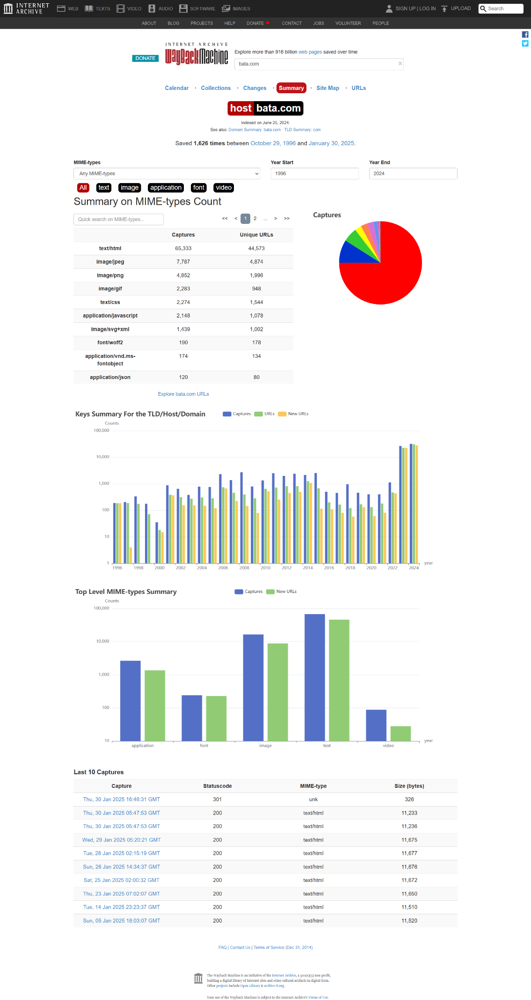 INTERNET ARCHIVE
WEB TEXTS VIDEO AUDIO SOFTWARE IMAGES SIGN UP | LOG IN UPLOAD Search
ABOUT BLOG PROJECTS HELP DONATE ♥ CONTACT JOBS VOLUNTEER PEOPLE
INTERNET ARCHIVE
DONATE WayBackMachine
Explore more than 916 billion web pages saved over time
bata.com ×
Calendar · Collections · Changes · Summary · Site Map · URLs
host bata.com
Indexed on June 25, 2024.
See also: Domain Summary: bata.com · TLD Summary: com
Saved 1,626 times between October 29, 1996 and January 30, 2025.
MIME-types Year Start Year End
Any MIME-types 1996 2024
All text image application font video
Summary on MIME-types Count
Quick search on MIME-types... << < 1 2 ... > >>
Captures
Captures Unique URLs
text/html 65,333 44,573
image/jpeg 7,787 4,874
image/png 4,852 1,996
image/gif 2,283 948
text/css 2,274 1,544
application/javascript 2,148 1,078
image/svg+xml 1,439 1,002
font/woff2 190 178
application/vnd.ms-fontobject 174 134
application/json 120 80
Explore bata.com URLs
Keys Summary For the TLD/Host/Domain Captures URLs New URLs
Counts
100,000
10,000
1,000
100
10
1
1996 1998 2000 2002 2004 2006 2008 2010 2012 2014 2016 2018 2020 2022 2024 year
Top Level MIME-types Summary Captures New URLs
Counts
100,000
10,000
1,000
100
10
application font image text video year
Last 10 Captures
Capture Statuscode MIME-type Size (bytes)
Thu, 30 Jan 2025 16:46:31 GMT 301 unk 326
Thu, 30 Jan 2025 05:47:53 GMT 200 text/html 11,233
Thu, 30 Jan 2025 05:47:53 GMT 200 text/html 11,236
Wed, 29 Jan 2025 05:20:21 GMT 200 text/html 11,675
Tue, 28 Jan 2025 02:15:19 GMT 200 text/html 11,677
Sun, 26 Jan 2025 14:34:37 GMT 200 text/html 11,676
Sat, 25 Jan 2025 02:00:32 GMT 200 text/html 11,672
Thu, 23 Jan 2025 07:02:07 GMT 200 text/html 11,650
Tue, 14 Jan 2025 23:23:37 GMT 200 text/html 11,510
Sun, 05 Jan 2025 18:03:07 GMT 200 text/html 11,520
FAQ | Contact Us | Terms of Service (Dec 31, 2014)
The Wayback Machine is an initiative of the Internet Archive, a 501(c)(3) non-profit,
building a digital library of Internet sites and other cultural artifacts in digital form.
Other projects include Open Library & archive-it.org.
Your use of the Wayback Machine is subject to the Internet Archive's Terms of Use.